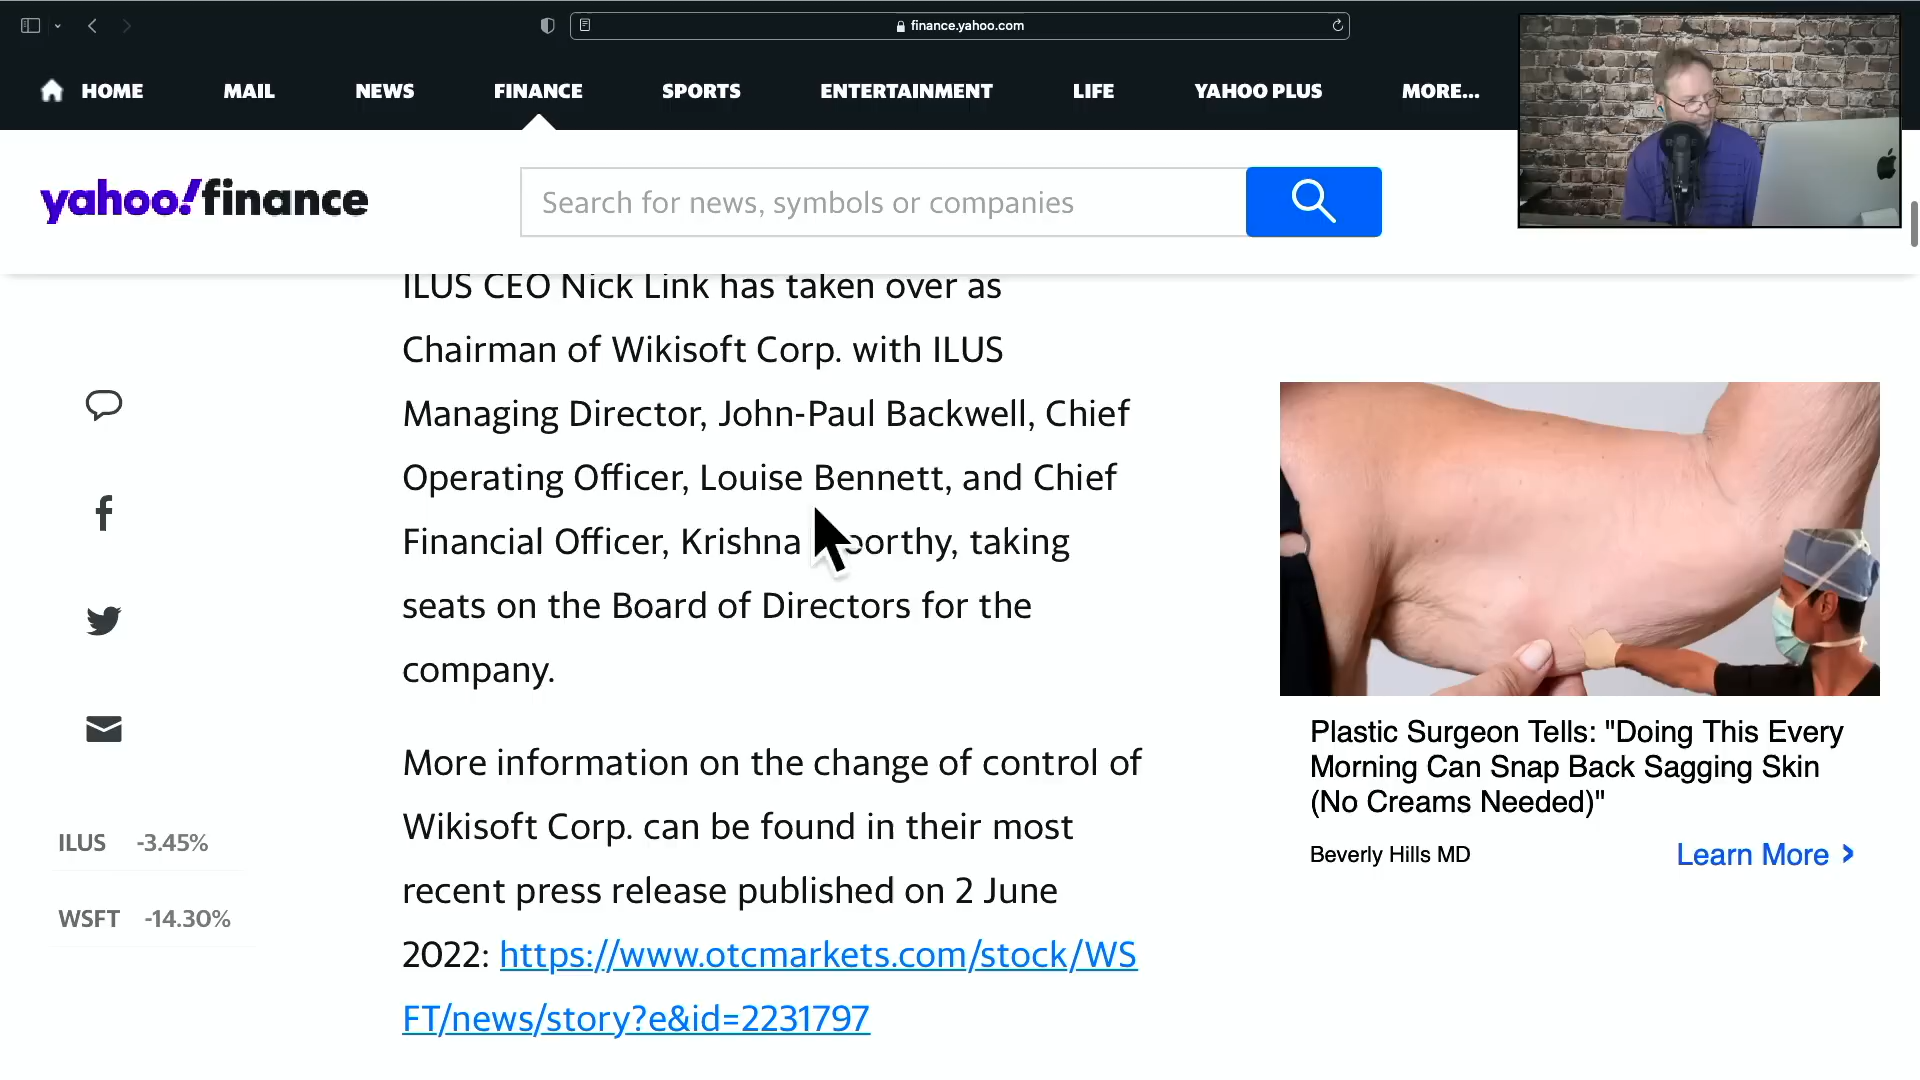 finance.yahoo.com
HOME MAIL NEWS FINANCE SPORTS ENTERTAINMENT LIFE YAHOO PLUS MORE...
yahoo!finance
Search for news, symbols or companies
ILUS CEO Nick Link has taken over as
Chairman of Wikisoft Corp. with ILUS
Managing Director, John-Paul Backwell, Chief
Operating Officer, Louise Bennett, and Chief
Financial Officer, Krishna taking
seats on the Board of Directors for the
company.
More information on the change of control of
Wikisoft Corp. can be found in their most
recent press release published on 2 June
2022: https://www.otcmarkets.com/stock/WS
FT/news/story?e&id=2231797
ILUS -3.45%
WSFT -14.30%
Plastic Surgeon Tells: "Doing This Every
Morning Can Snap Back Sagging Skin
(No Creams Needed)"
Beverly Hills MD Learn More